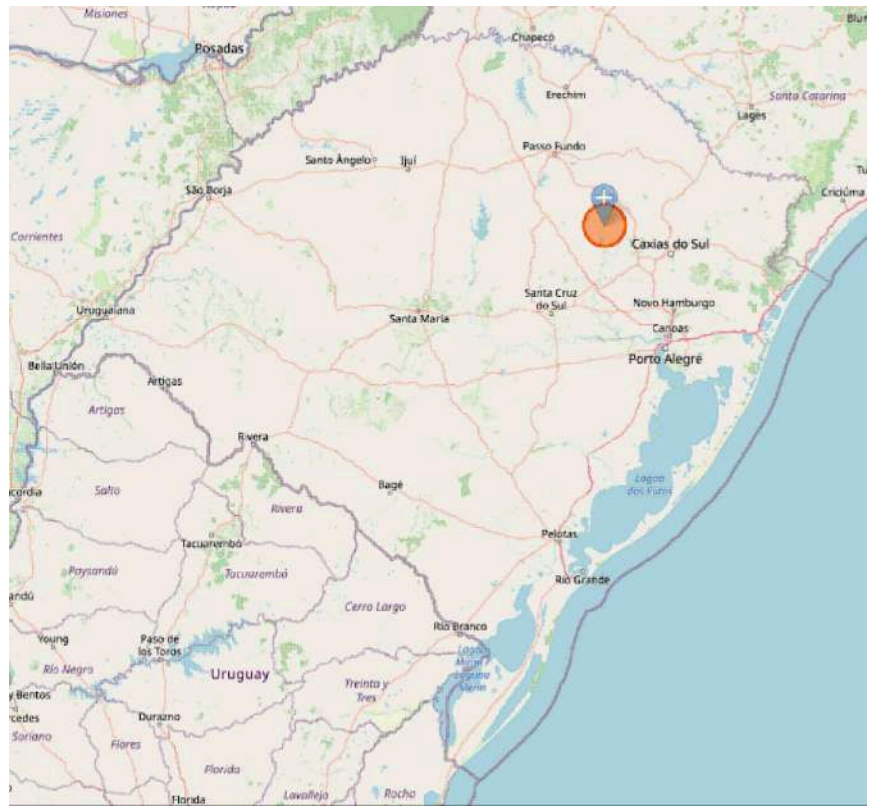 Misiones
Posadas
Chapecó
Erechim
Santa Catarina
Lages
Passo Fundo
Santo Ângelo
Ijuí
São Borja
Criciúma
Corrientes
Caxias do Sul
Santa Cruz
do Sul
Novo Hamburgo
Uruguaiana
Santa Maria
Canoas
Porto Alegre
Bella Unión
Artigas
Artigas
Rivera
Salto
Bagé
Lagoa
dos Patos
Rivera
Tacuarembó
Pelotas
Paysandú
Tacuarembó
Rio Grande
Cerro Largo
Rio Branco
Young
Paso de
los Toros
Río Negro
Uruguay
Treinta y
Tres
Durazno
Soriano
Flores
Florida
Florida
Lavalleja
Rocha